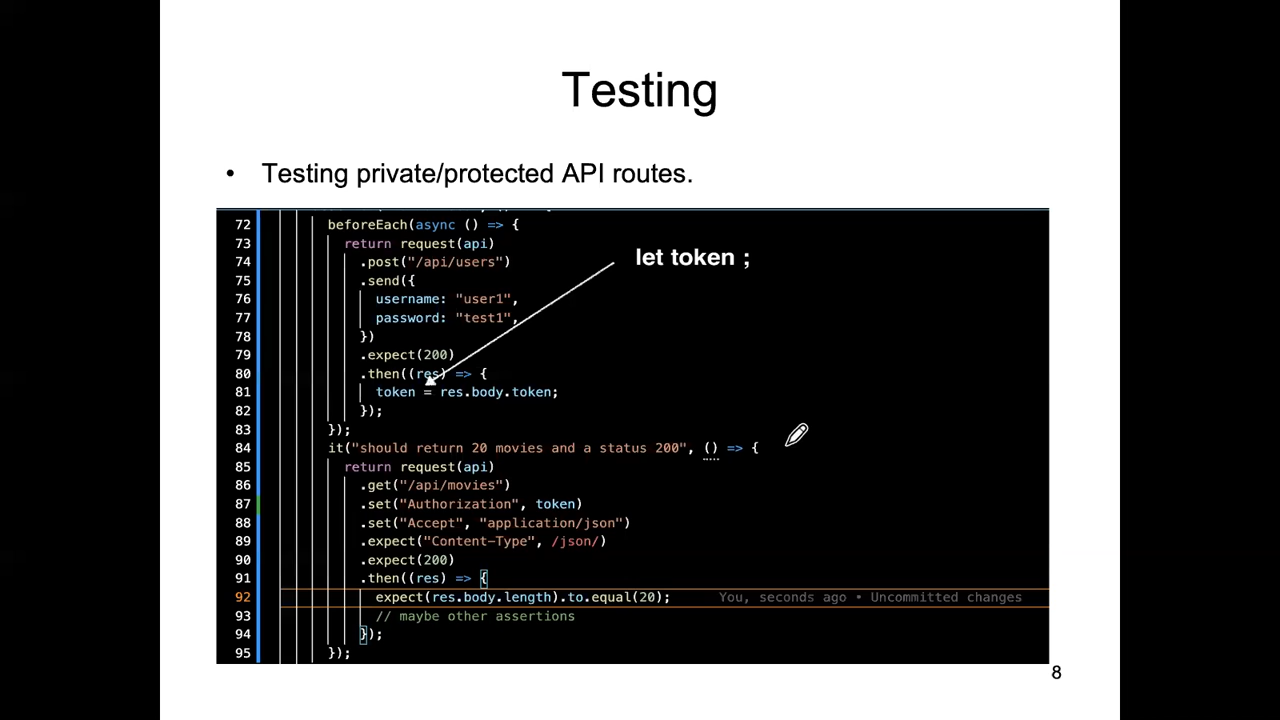 Testing
• Testing private/protected API routes.
72 beforeEach(async () => {
73 return request(api)
let token ;
74 .post("/api/users")
75 .send({
76 username: "user1",
77 password: "test1",
78 })
79 .expect(200)
80 .then((res) => {
81 token = res.body.token;
82 });
83 });
84 it("should return 20 movies and a status 200", () => {
85 return request(api)
86 .get("/api/movies")
87 .set("Authorization", token)
88 .set("Accept", "application/json")
89 .expect("Content-Type", /json/)
90 .expect(200)
91 .then((res) => {
92 expect(res.body.length).to.equal(20); You, seconds ago • Uncommitted changes
93 // maybe other assertions
94 });
95 });
8